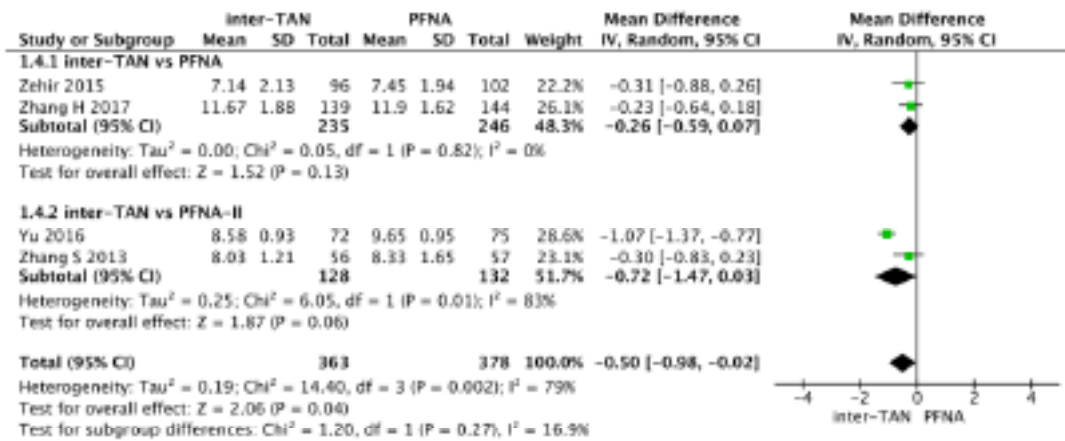 inter-TAN PFNA Mean Difference Mean Difference
Study or Subgroup Mean SD Total Mean SD Total Weight IV, Random, 95% CI IV, Random, 95% CI
1.4.1 inter-TAN vs PFNA
Zehir 2015 7.14 2.13 96 7.45 1.94 102 22.2% -0.31 [-0.88, 0.26]
Zhang H 2017 11.67 1.88 139 11.9 1.62 144 26.1% -0.23 [-0.64, 0.18]
Subtotal (95% CI) 235 246 48.3% -0.26 [-0.59, 0.07]
Heterogeneity: Tau² = 0.00; Chi² = 0.05, df = 1 (P = 0.82); I² = 0%
Test for overall effect: Z = 1.52 (P = 0.13)
1.4.2 inter-TAN vs PFNA-II
Yu 2016 8.58 0.93 72 9.65 0.95 75 28.6% -1.07 [-1.37, -0.77]
Zhang S 2013 8.03 1.21 56 8.33 1.65 57 23.1% -0.30 [-0.83, 0.23]
Subtotal (95% CI) 128 132 51.7% -0.72 [-1.47, 0.03]
Heterogeneity: Tau² = 0.25; Chi² = 6.05, df = 1 (P = 0.01); I² = 83%
Test for overall effect: Z = 1.87 (P = 0.06)
Total (95% CI) 363 378 100.0% -0.50 [-0.98, -0.02]
Heterogeneity: Tau² = 0.19; Chi² = 14.40, df = 3 (P = 0.002); I² = 79%
Test for overall effect: Z = 2.06 (P = 0.04)
Test for subgroup differences: Chi² = 1.20, df = 1 (P = 0.27), I² = 16.9%
-4 -2 0 2 4
inter-TAN PFNA